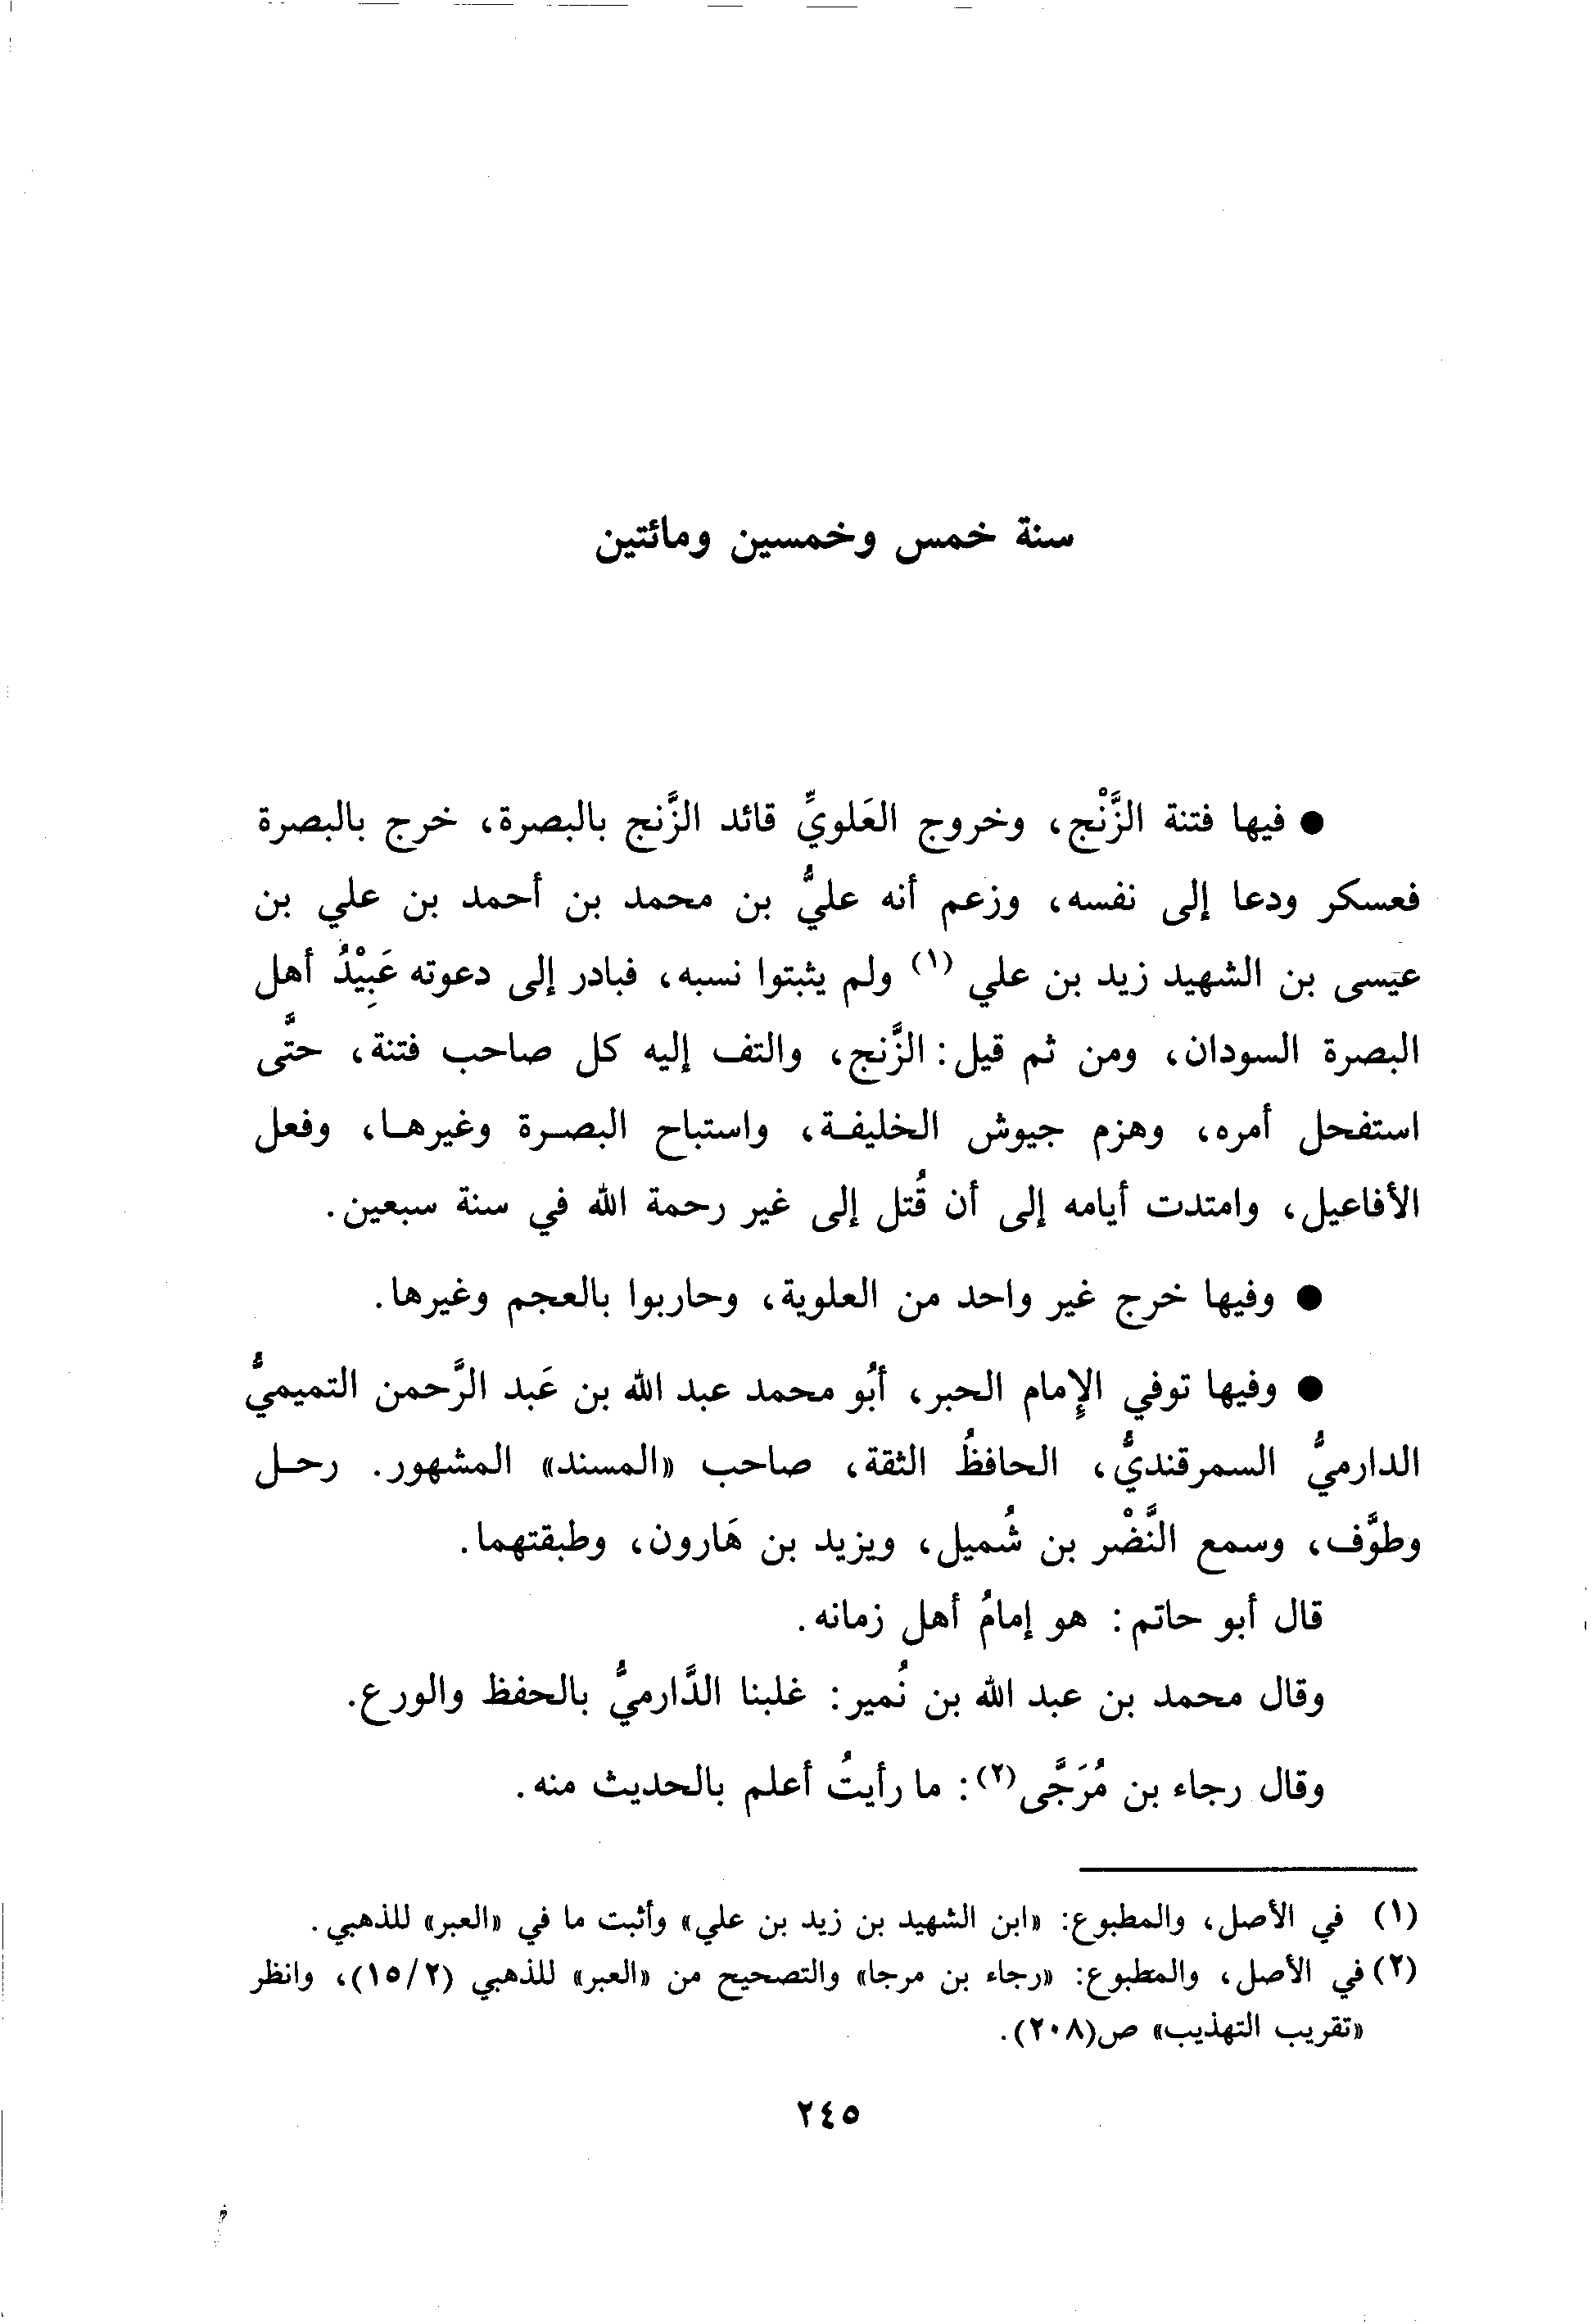 سنة خمس وخمسين ومائتين
● فيها فتنة الزَّنْج، وخروج العَلويِّ قائد الزَّنج بالبصرة، خرج بالبصرة
فعسكر ودعا إلى نفسه، وزعم أنه عليُّ بن محمد بن أحمد بن علي بن
عيسى بن الشهيد زيد بن علي (١) ولم يثبتوا نسبه، فبادر إلى دعوته عَبِيْدُ أهل
البصرة السودان، ومن ثم قيل: الزَّنج، والتف إليه كل صاحب فتنة، حتَّى
استفحل أمره، وهزم جيوش الخليفة، واستباح البصرة وغيرها، وفعل
الأفاعيل، وامتدت أيامه إلى أن قُتل إلى غير رحمة الله في سنة سبعين.
● وفيها خرج غير واحد من العلوية، وحاربوا بالعجم وغيرها.
● وفيها توفي الإِمام الحبر، أبُو محمد عبد الله بن عَبد الرَّحمن التميميُّ
الدارميُّ السمرقنديُّ، الحافظُ الثقة، صاحب «المسند» المشهور. رحل
وطوَّف، وسمع النَّضْر بن شُميل، ويزيد بن هَارون، وطبقتهما.
قال أبو حاتم: هو إمامُ أهل زمانه.
وقال محمد بن عبد الله بن نُمير: غلبنا الدَّارميُّ بالحفظ والورع.
وقال رجاء بن مُرَجَّى(٢): ما رأيتُ أعلم بالحديث منه.
(١) في الأصل، والمطبوع: «ابن الشهيد بن زيد بن علي» وأثبت ما في «العبر» للذهبي.
(٢) في الأصل، والمطبوع: «رجاء بن مرجا» والتصحيح من «العبر» للذهبي (١٥/٢)، وانظر
«تقريب التهذيب» ص(٢٠٨).
٢٤٥